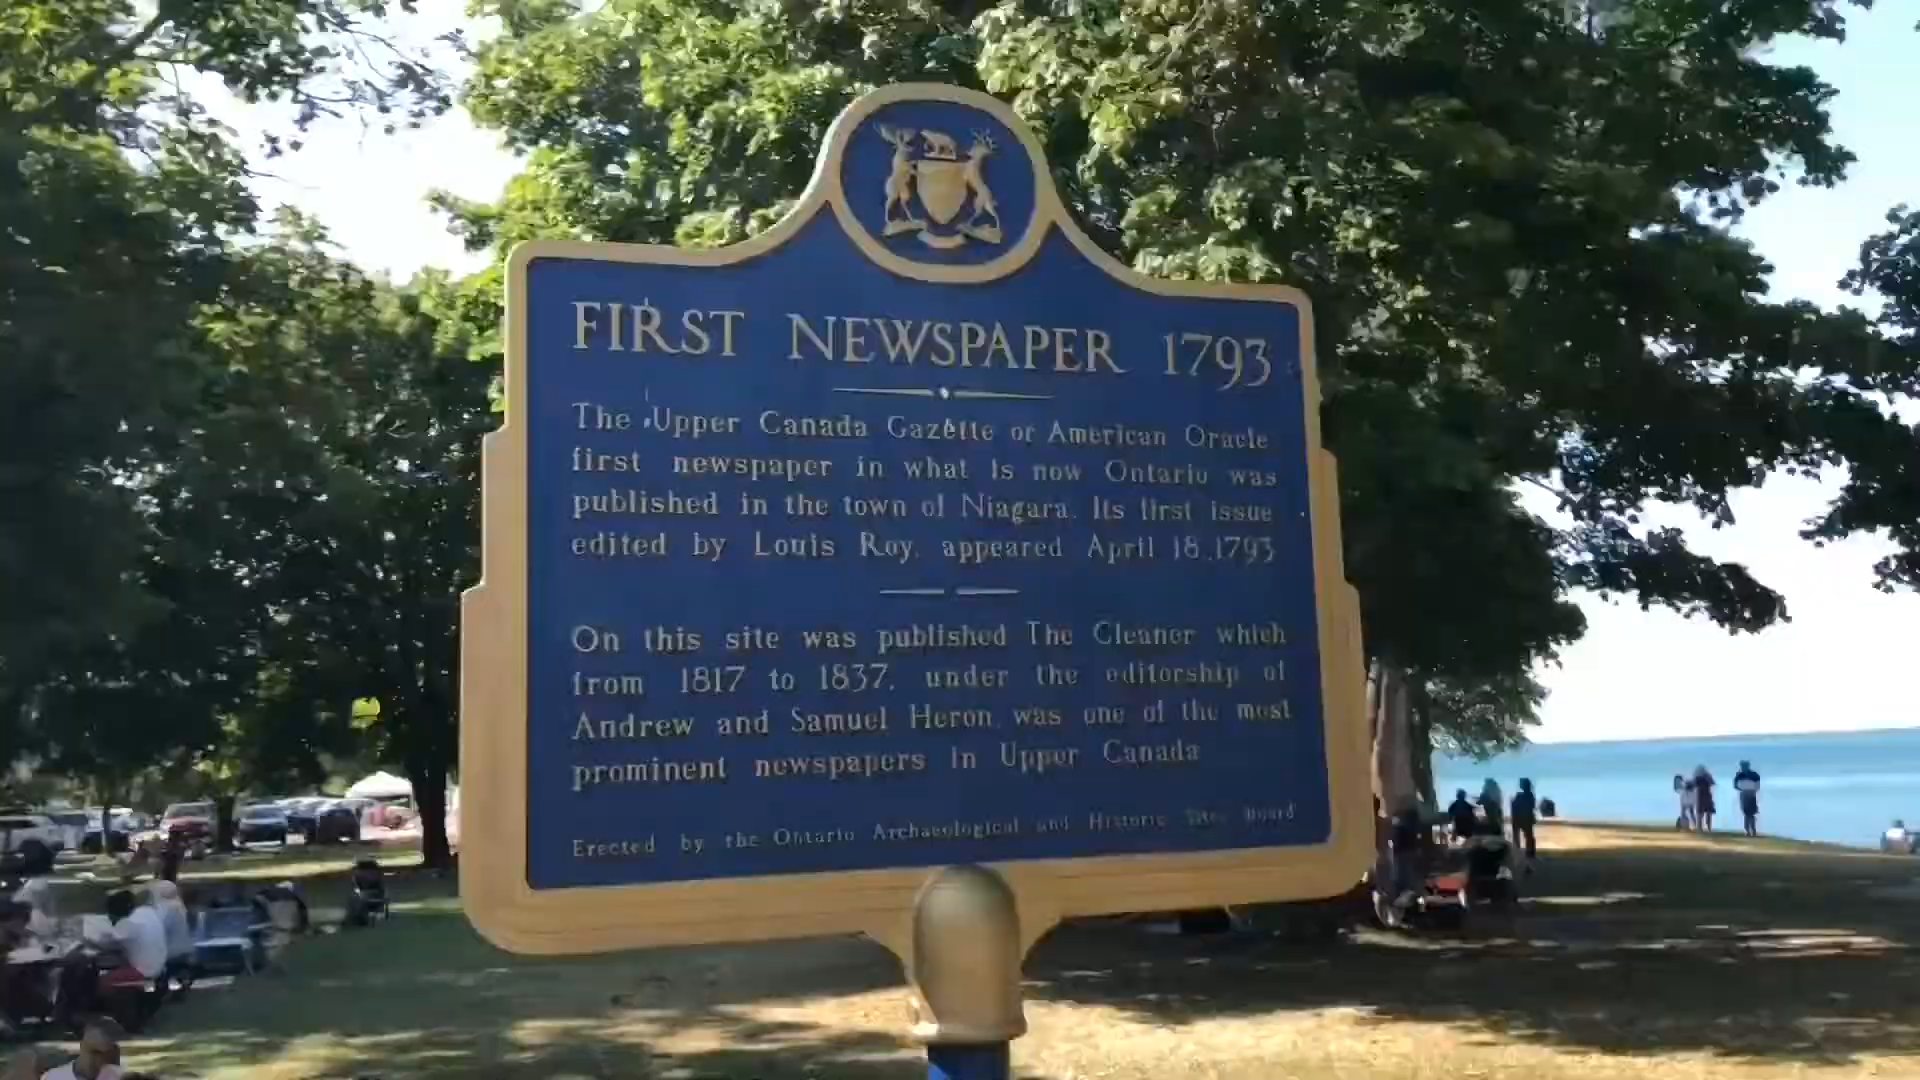 FIRST NEWSPAPER 1793
The Upper Canada Gazette or American Oracle
first newspaper in what is now Ontario was
published in the town of Niagara. Its first issue
edited by Louis Roy, appeared April 18, 1793
On this site was published The Gleaner which
from 1817 to 1837, under the editorship of
Andrew and Samuel Heron, was one of the most
prominent newspapers in Upper Canada
Erected by the Ontario Archaeological and Historic Sites Board